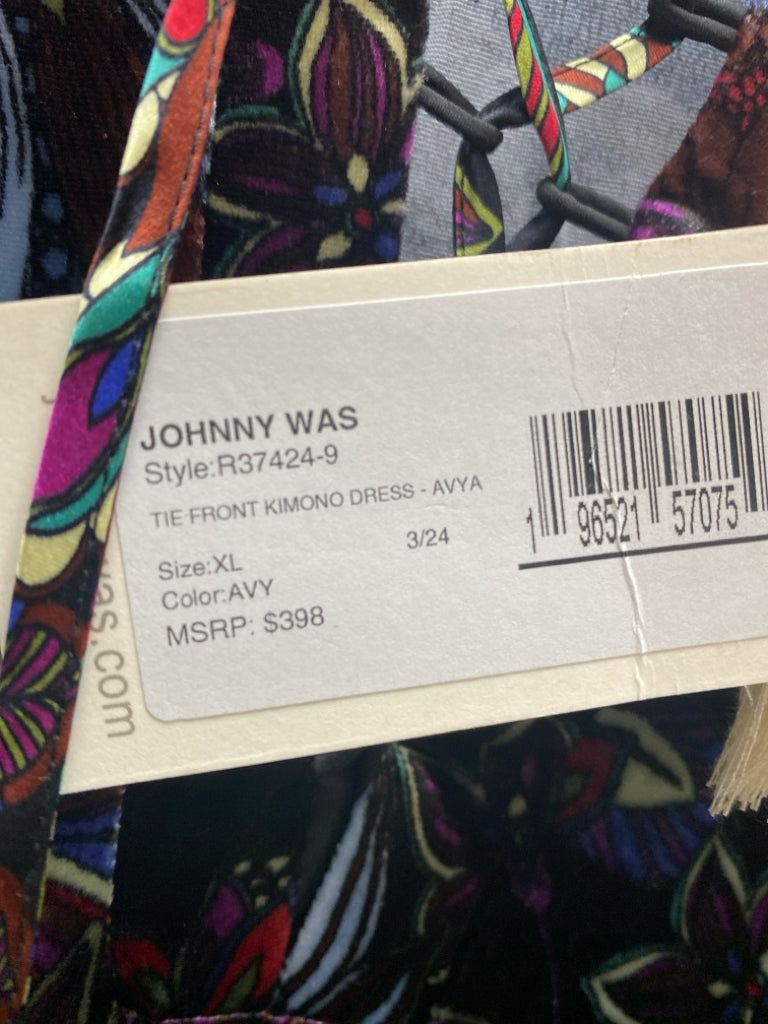 JOHNNY WAS
Style:R37424-9
TIE FRONT KIMONO DRESS - AVYA
3/24
Size:XL
Color:AVY
MSRP: $398
1 96521 57075
as.com